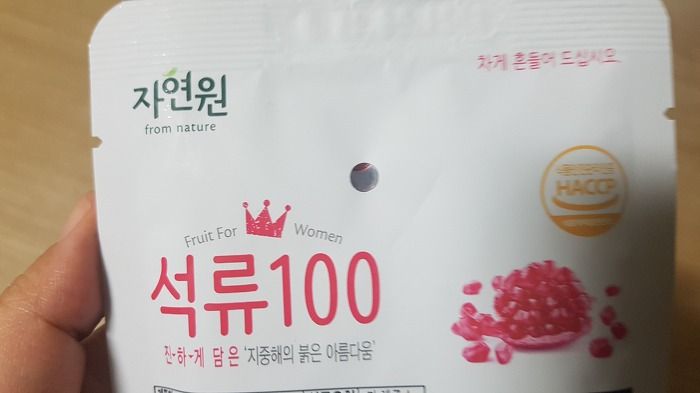 차게 흔들어 드십시오.
자연원
from nature
HACCP
Fruit For Women
석류100
진·하·게 담은 '지중해의 붉은 아름다움'